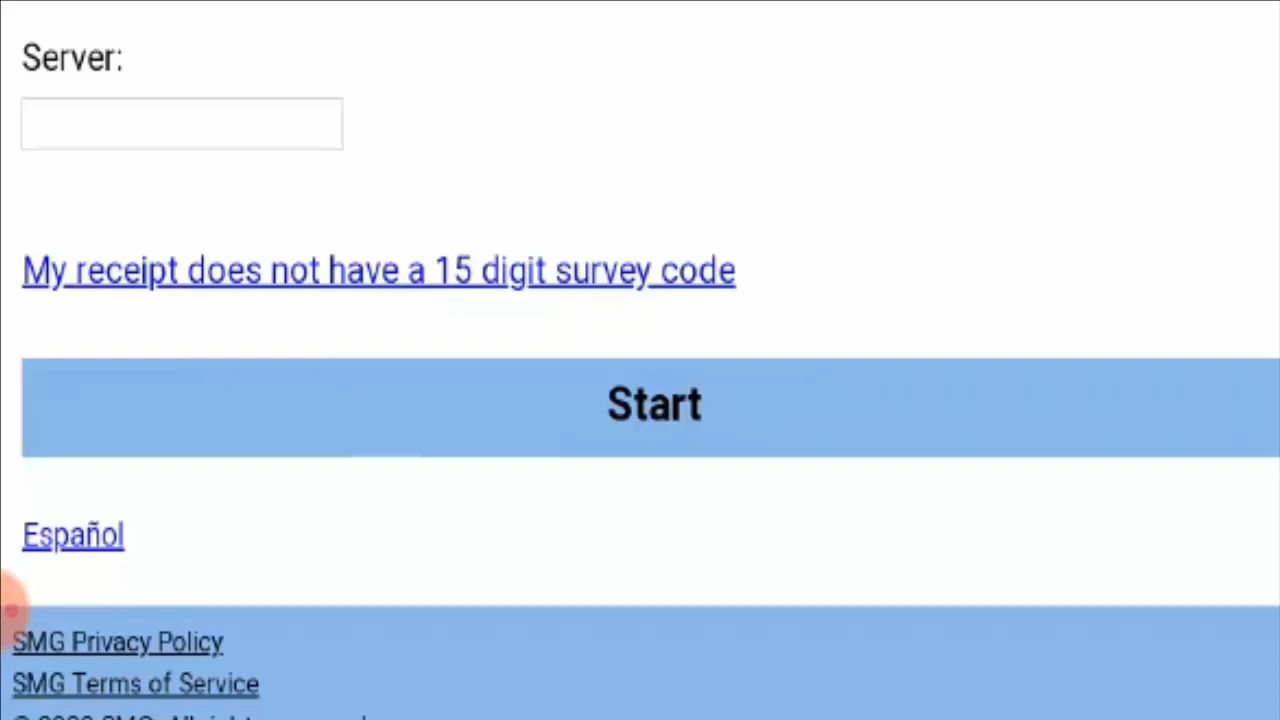 Server:
My receipt does not have a 15 digit survey code
Start
Español
SMG Privacy Policy
SMG Terms of Service